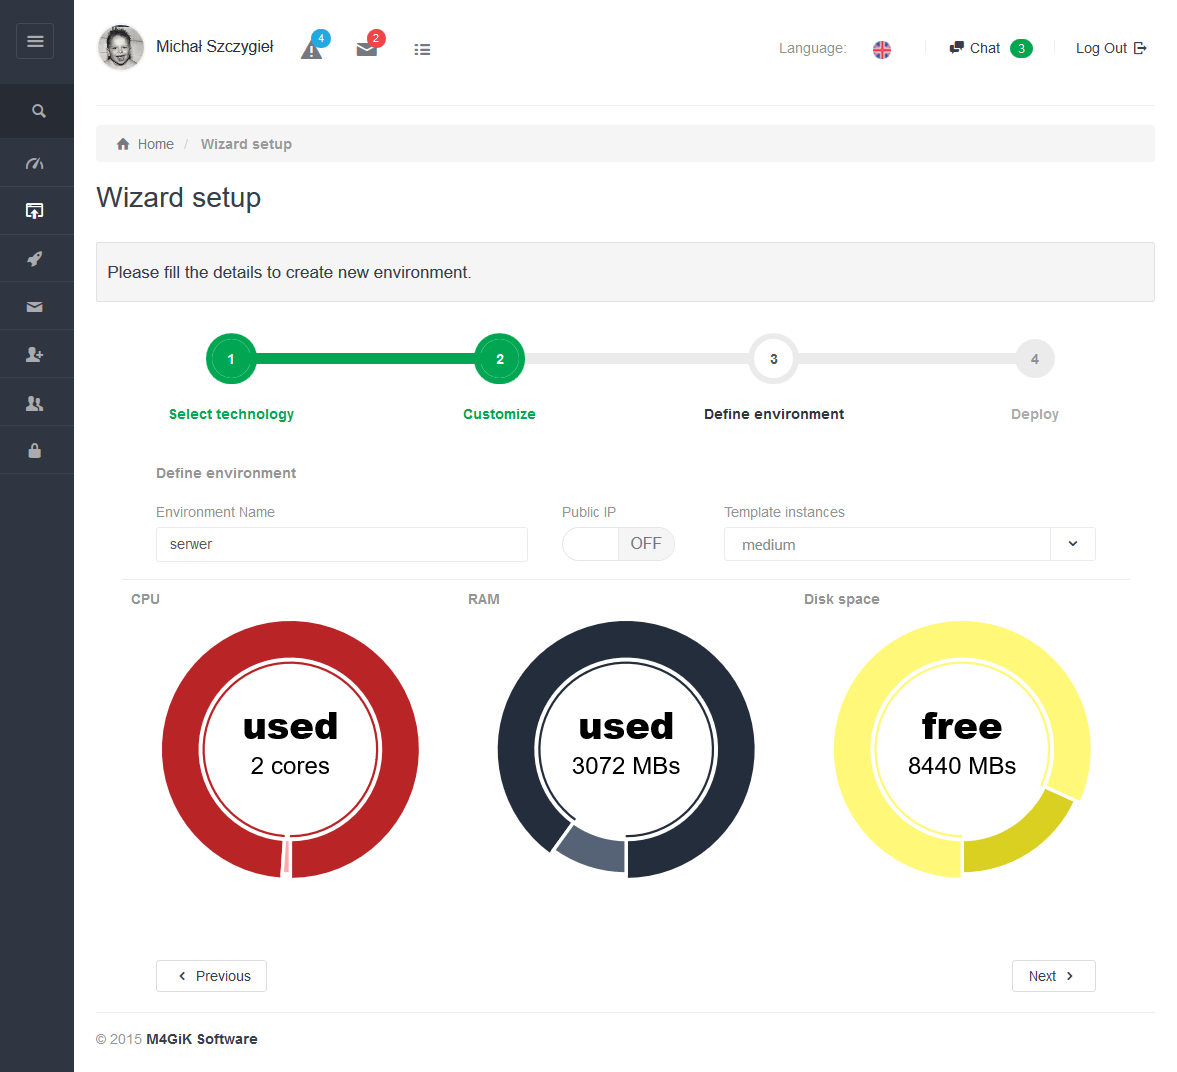 Michał Szczygieł
4
2
Language:
Chat 3
Log Out
Home / Wizard setup
Wizard setup
Please fill the details to create new environment.
1
2
3
4
Select technology
Customize
Define environment
Deploy
Define environment
Environment Name
Public IP
Template instances
serwer
OFF
medium
CPU
RAM
Disk space
used
2 cores
used
3072 MBs
free
8440 MBs
Previous
Next
© 2015 M4GiK Software